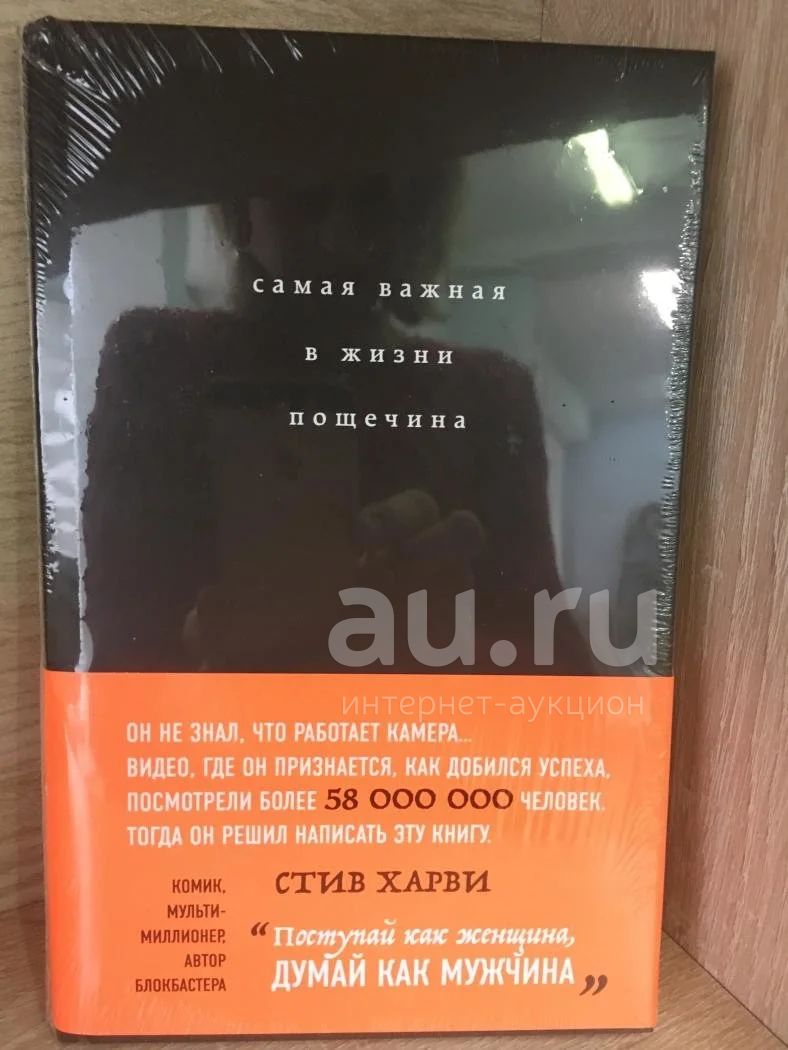 самая важная
в жизни
пощечина
au.ru
интернет-аукцион
ОН НЕ ЗНАЛ, ЧТО РАБОТАЕТ КАМЕРА...
ВИДЕО, ГДЕ ОН ПРИЗНАЕТСЯ, КАК ДОБИЛСЯ УСПЕХА,
ПОСМОТРЕЛИ БОЛЕЕ 58 000 000 ЧЕЛОВЕК.
ТОГДА ОН РЕШИЛ НАПИСАТЬ ЭТУ КНИГУ.
КОМИК,
МУЛЬТИ-
МИЛЛИОНЕР,
АВТОР
БЛОКБАСТЕРА
СТИВ ХАРВИ
“Поступай как женщина,
ДУМАЙ КАК МУЖЧИНА„